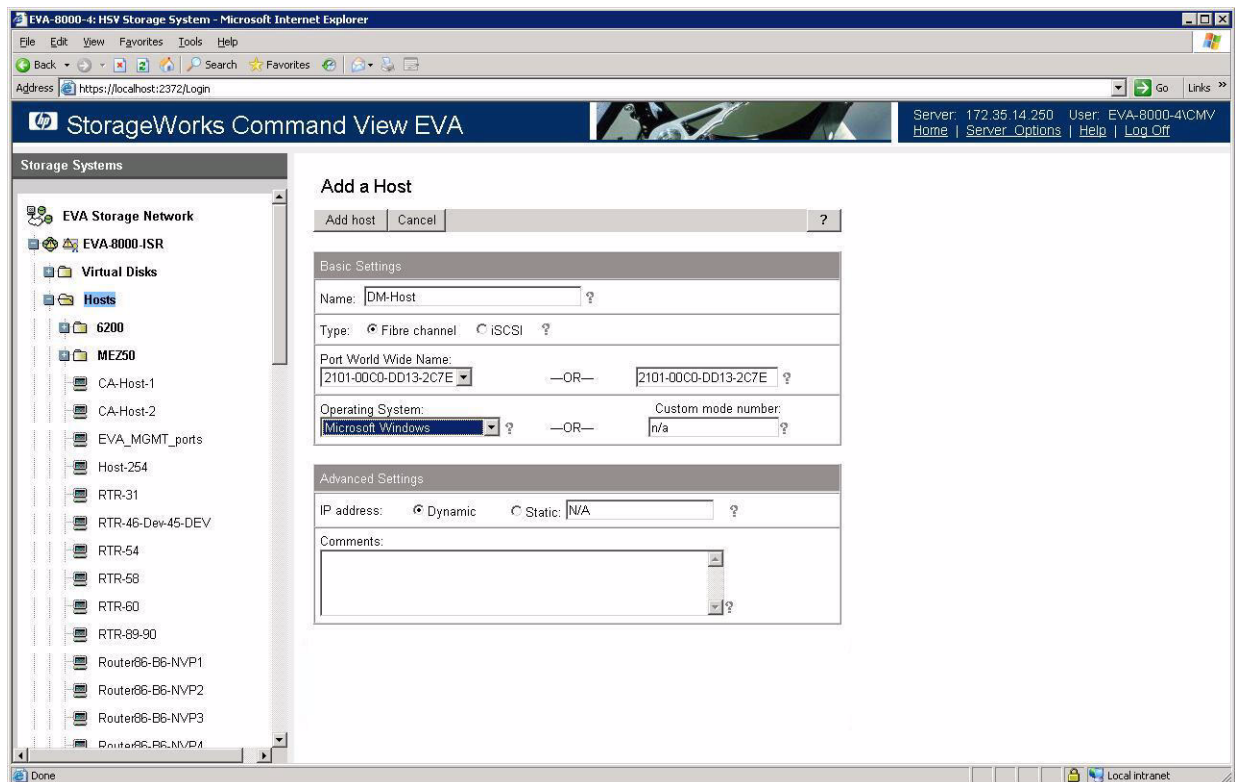 EVA-8000-4: HSV Storage System - Microsoft Internet Explorer
File Edit View Favorites Tools Help
Back Search Favorites
Address https://localhost:2372/Login Go Links »
hp StorageWorks Command View EVA
Server: 172.35.14.250 User: EVA-8000-4\CMV
Home | Server Options | Help | Log Off
Storage Systems
EVA Storage Network
EVA-8000-ISR
Virtual Disks
Hosts
6200
MEZ50
CA-Host-1
CA-Host-2
EVA_MGMT_ports
Host-254
RTR-31
RTR-46-Dev-45-DEV
RTR-54
RTR-58
RTR-60
RTR-89-90
Router86-B6-NVP1
Router86-B6-NVP2
Router86-B6-NVP3
Router86-B6-NVP4
Add a Host
Add host Cancel ?
Basic Settings
Name: DM-Host ?
Type: Fibre channel iSCSI ?
Port World Wide Name:
2101-00C0-DD13-2C7E —OR— 2101-00C0-DD13-2C7E ?
Operating System: Custom mode number:
Microsoft Windows ? —OR— n/a ?
Advanced Settings
IP address: Dynamic Static: N/A ?
Comments:
?
Done Local intranet